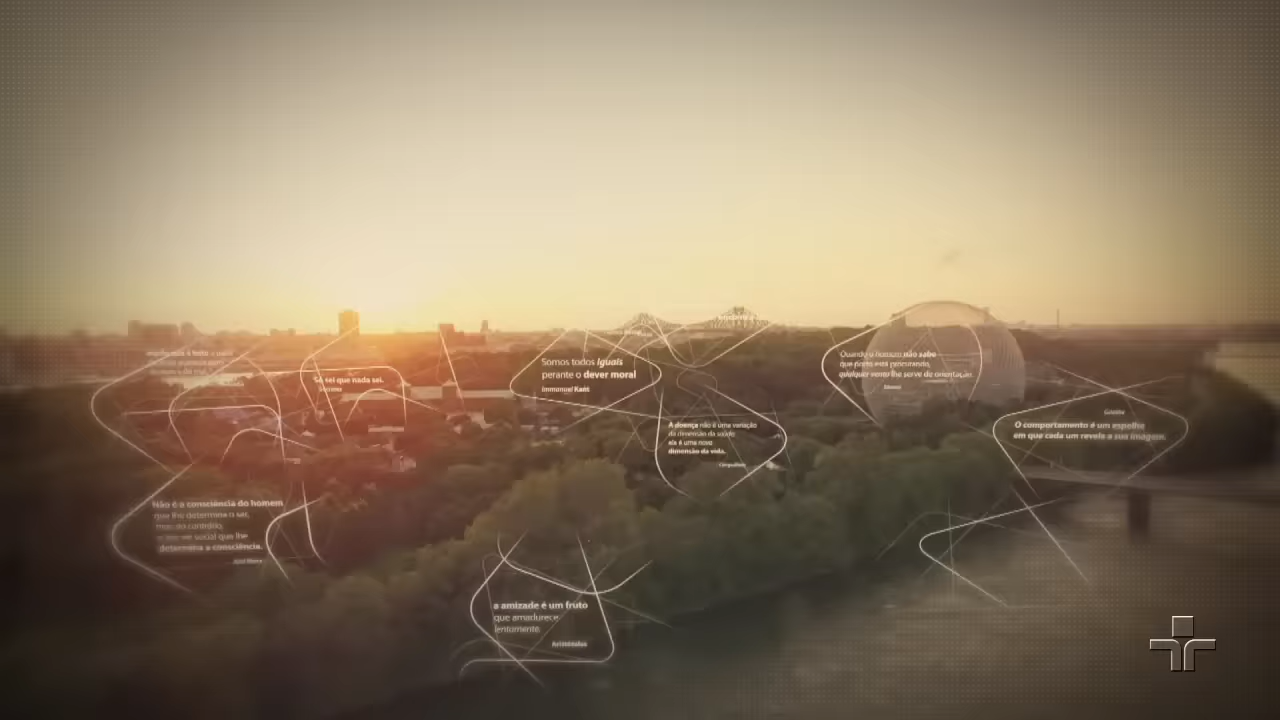 Só sei que nada sei.
Somos todos iguais
perante o dever moral
Immanuel Kant
Quando o homem não sabe
que porto está procurando,
qualquer vento lhe serve de orientação.
A doença não é uma variação
da dimensão da saúde;
ela é uma nova
dimensão da vida.
Canguilhem
Goethe
O comportamento é um espelho
em que cada um revela a sua imagem.
Não é a consciência do homem
que lhe determina o ser,
mas, ao contrário,
o seu ser social que lhe
determina a consciência.
a amizade é um fruto
que amadurece
lentamente.
Aristóteles